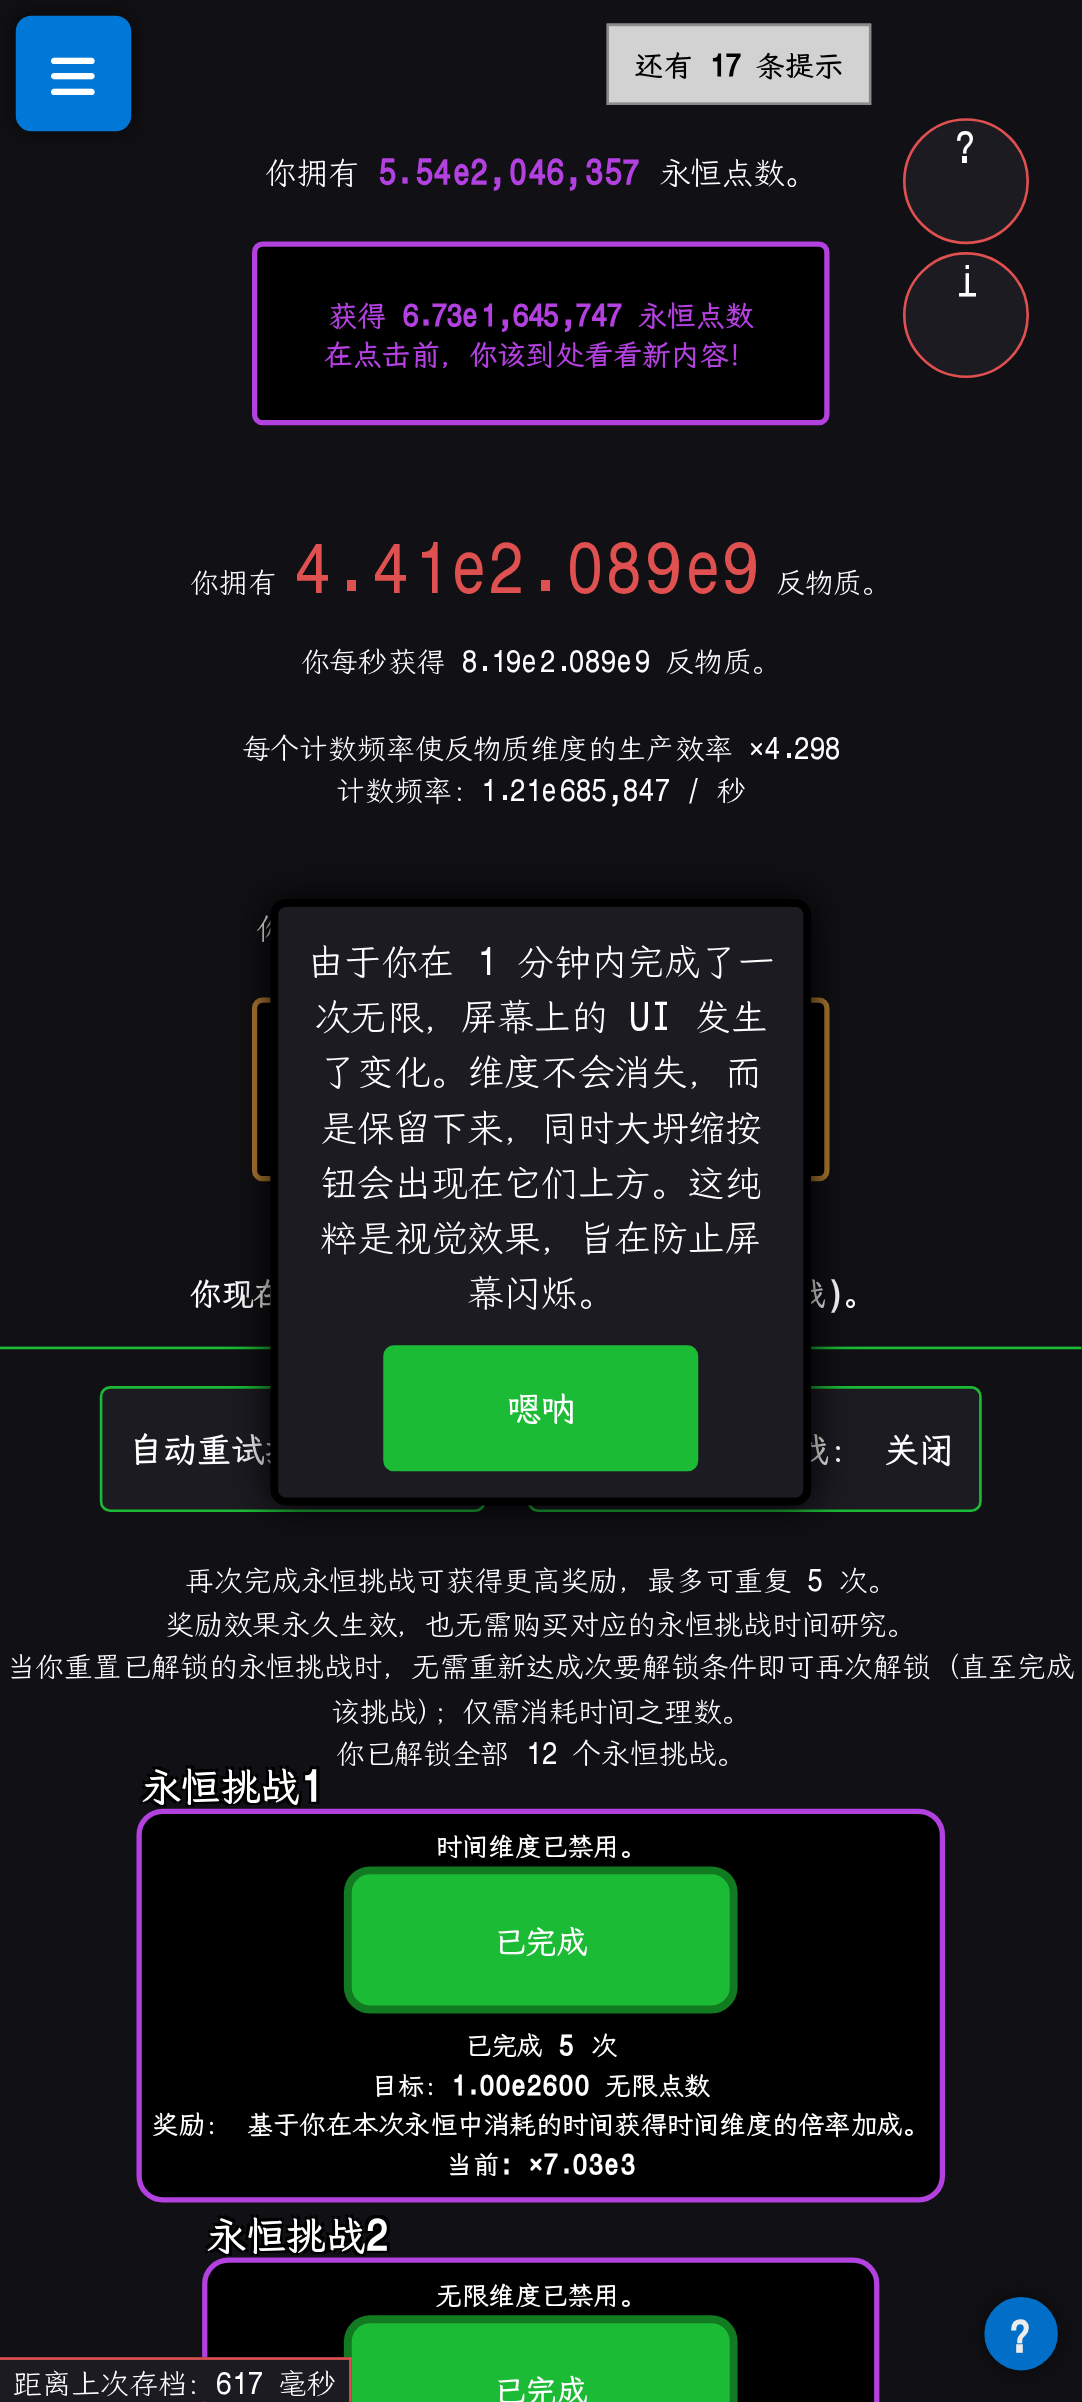 还有 17 条提示
?
i
你拥有 5.54e2,046,357 永恒点数。
获得 6.73e1,645,747 永恒点数
在点击前，你该到处看看新内容！
你拥有 4.41e2.089e9 反物质。
你每秒获得 8.19e2.089e9 反物质。
每个计数频率使反物质维度的生产效率 ×4.298
计数频率：1.21e685,847 / 秒
由于你在 1 分钟内完成了一
次无限，屏幕上的 UI 发生
了变化。维度不会消失，而
是保留下来，同时大坍缩按
钮会出现在它们上方。这纯
粹是视觉效果，旨在防止屏
幕闪烁。
嗯呐
你现在
)。
自动重试
： 关闭
再次完成永恒挑战可获得更高奖励，最多可重复 5 次。
奖励效果永久生效，也无需购买对应的永恒挑战时间研究。
当你重置已解锁的永恒挑战时，无需重新达成次要解锁条件即可再次解锁（直至完成
该挑战）；仅需消耗时间之理数。
你已解锁全部 12 个永恒挑战。
永恒挑战1
时间维度已禁用。
已完成
已完成 5 次
目标：1.00e2600 无限点数
奖励： 基于你在本次永恒中消耗的时间获得时间维度的倍率加成。
当前：×7.03e3
永恒挑战2
无限维度已禁用。
已完成
?
距离上次存档：617 毫秒